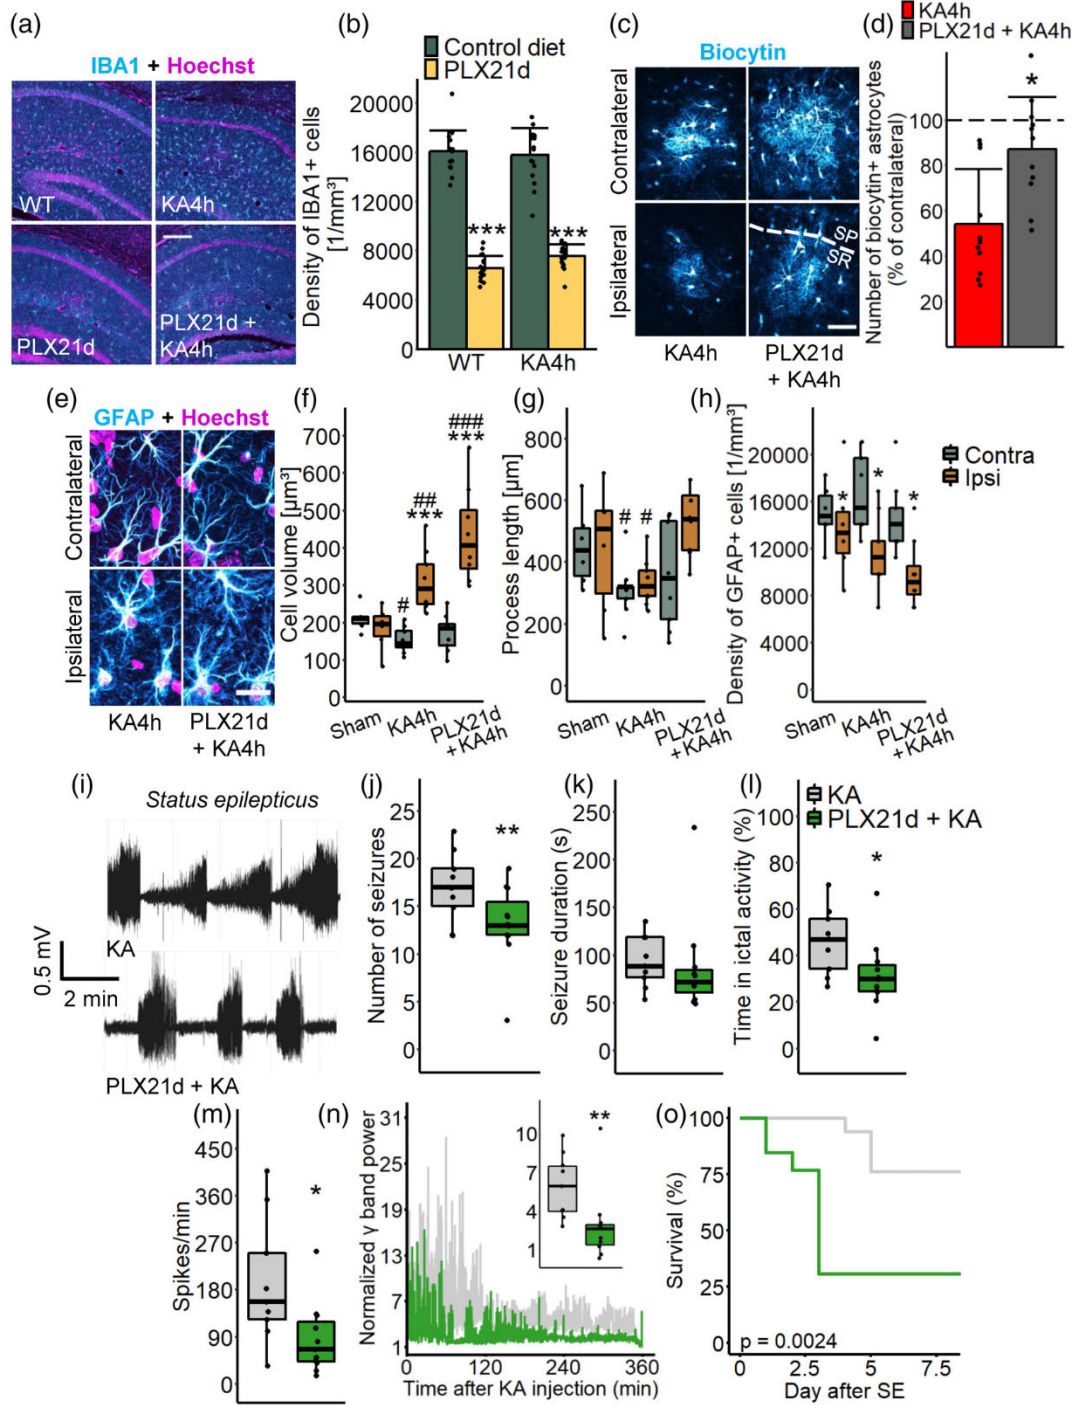 (a)
IBA1 + Hoechst
WT
KA4h
PLX21d
PLX21d +
KA4h
(b)
Control diet
PLX21d
Density of IBA1+ cells
[1/mm³]
20000
16000
12000
8000
4000
0
***
***
WT
KA4h
(c)
Biocytin
Contralateral
Ipsilateral
SP
SR
KA4h
PLX21d
+ KA4h
(d)
KA4h
PLX21d + KA4h
Number of biocytin+ astrocytes
(% of contralateral)
100
80
60
40
20
*
(e)
GFAP + Hoechst
Contralateral
Ipsilateral
KA4h
PLX21d
+ KA4h
(f)
Cell volume [µm³]
700
600
500
400
300
200
100
0
#
##
***
###
***
Sham
KA4h
PLX21d
+KA4h
(g)
Process length [µm]
800
600
400
200
0
#
#
Sham
KA4h
PLX21d
+KA4h
(h)
Density of GFAP+ cells [1/mm³]
20000
16000
12000
8000
4000
0
*
*
*
Contra
Ipsi
Sham
KA4h
PLX21d
+ KA4h
(i)
Status epilepticus
KA
0.5 mV
2 min
PLX21d + KA
(j)
Number of seizures
25
20
15
10
5
0
**
(k)
Seizure duration (s)
250
200
150
100
50
0
(l)
KA
PLX21d + KA
Time in ictal activity (%)
100
80
60
40
20
0
*
(m)
Spikes/min
450
360
270
180
90
0
*
(n)
Normalized γ band power
31
25
19
13
7
1
10
7
4
1
**
0
120
240
360
Time after KA injection (min)
(o)
Survival (%)
100
75
50
25
0
p = 0.0024
0
2.5
5
7.5
Day after SE